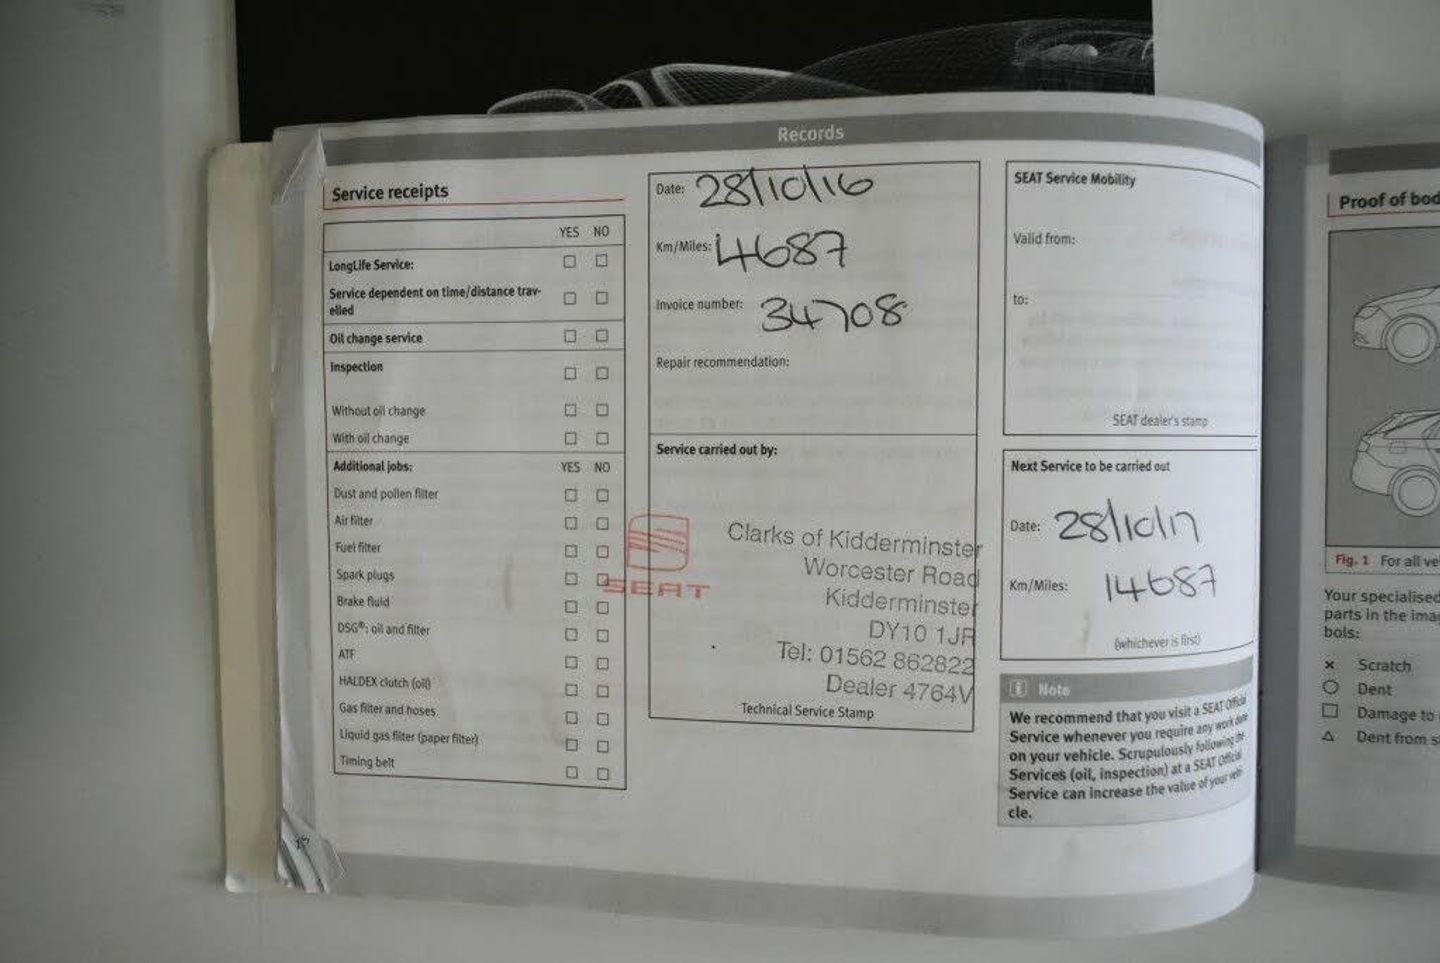 Records
Service receipts
YES NO
LongLife Service:
Service dependent on time/distance trav-
elled
Oil change service
Inspection
Without oil change
With oil change
Additional jobs: YES NO
Dust and pollen filter
Air filter
Fuel filter
Spark plugs
Brake fluid
DSG®: oil and filter
ATF
HALDEX clutch (oil)
Gas filter and hoses
Liquid gas filter (paper filter)
Timing belt
17
Date: 28/10/16
Km/Miles: 4687
Invoice number: 34708
Repair recommendation:
Service carried out by:
SEAT
Clarks of Kidderminster
Worcester Road
Kidderminster
DY10 1JR
Tel: 01562 862822
Dealer 4764V
Technical Service Stamp
SEAT Service Mobility
Valid from:
to:
SEAT dealer's stamp
Next Service to be carried out
Date: 28/10/17
Km/Miles: 14687
(whichever is first)
Note
We recommend that you visit a SEAT Official
Service whenever you require any work done
on your vehicle. Scrupulously following the
Services (oil, inspection) at a SEAT Official
Service can increase the value of your vehi-
cle.
Proof of bod
Fig. 1 For all ve
Your specialised
parts in the imag
bols:
× Scratch
○ Dent
□ Damage to
△ Dent from s